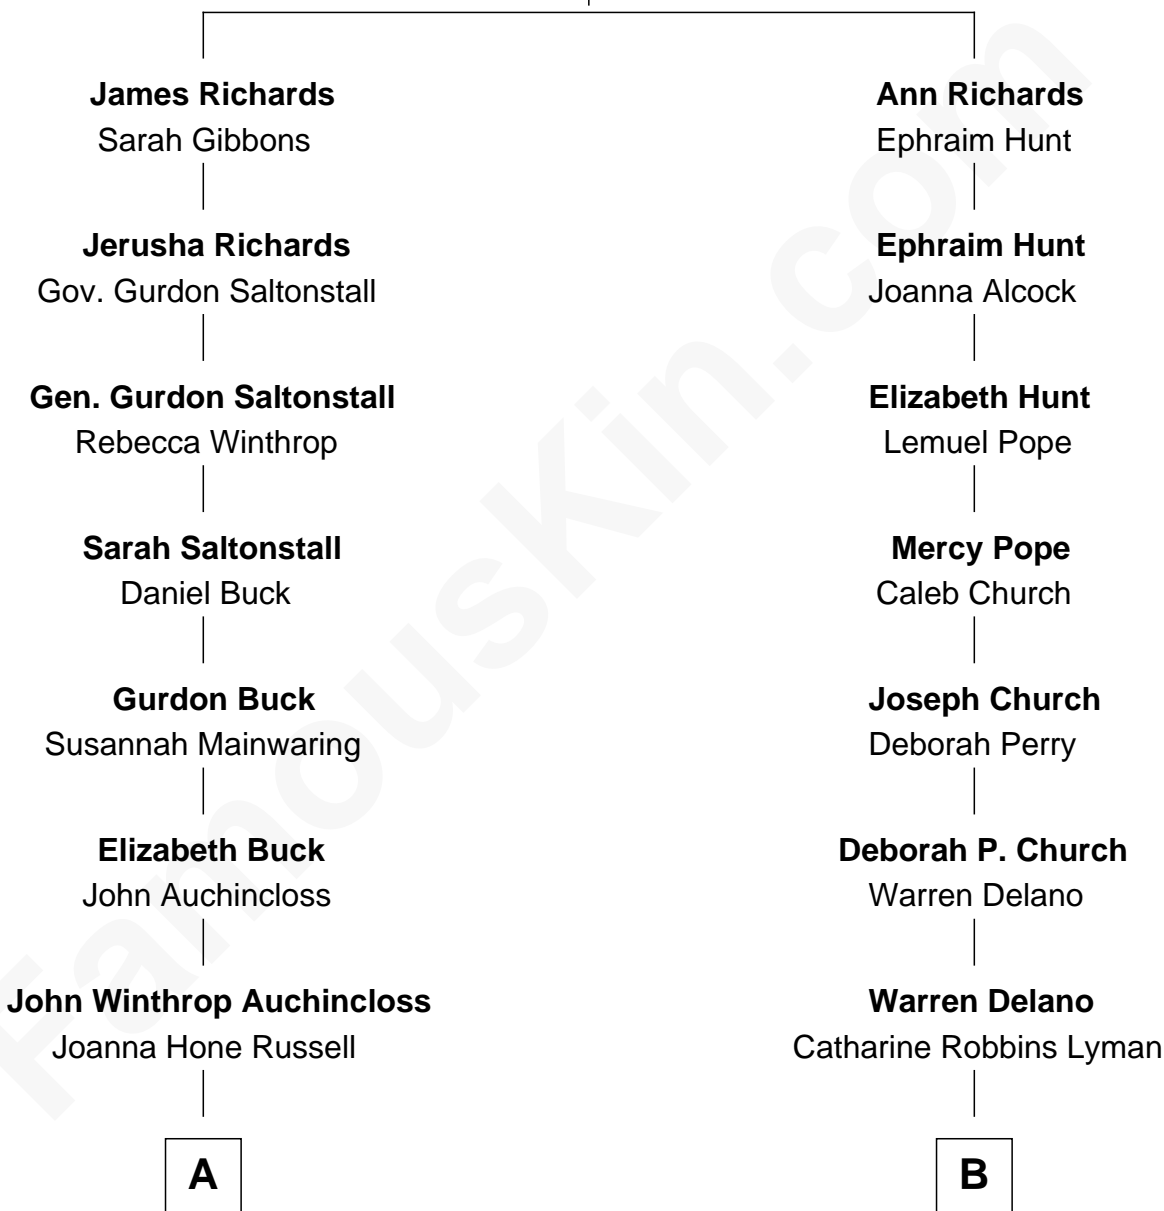 James Richards
Sarah Gibbons
Jerusha Richards
Gov. Gurdon Saltonstall
Gen. Gurdon Saltonstall
Rebecca Winthrop
Sarah Saltonstall
Daniel Buck
Gurdon Buck
Susannah Mainwaring
Elizabeth Buck
John Auchincloss
John Winthrop Auchincloss
Joanna Hone Russell
A
Ann Richards
Ephraim Hunt
Ephraim Hunt
Joanna Alcock
Elizabeth Hunt
Lemuel Pope
Mercy Pope
Caleb Church
Joseph Church
Deborah Perry
Deborah P. Church
Warren Delano
Warren Delano
Catharine Robbins Lyman
B
FamousKin.com